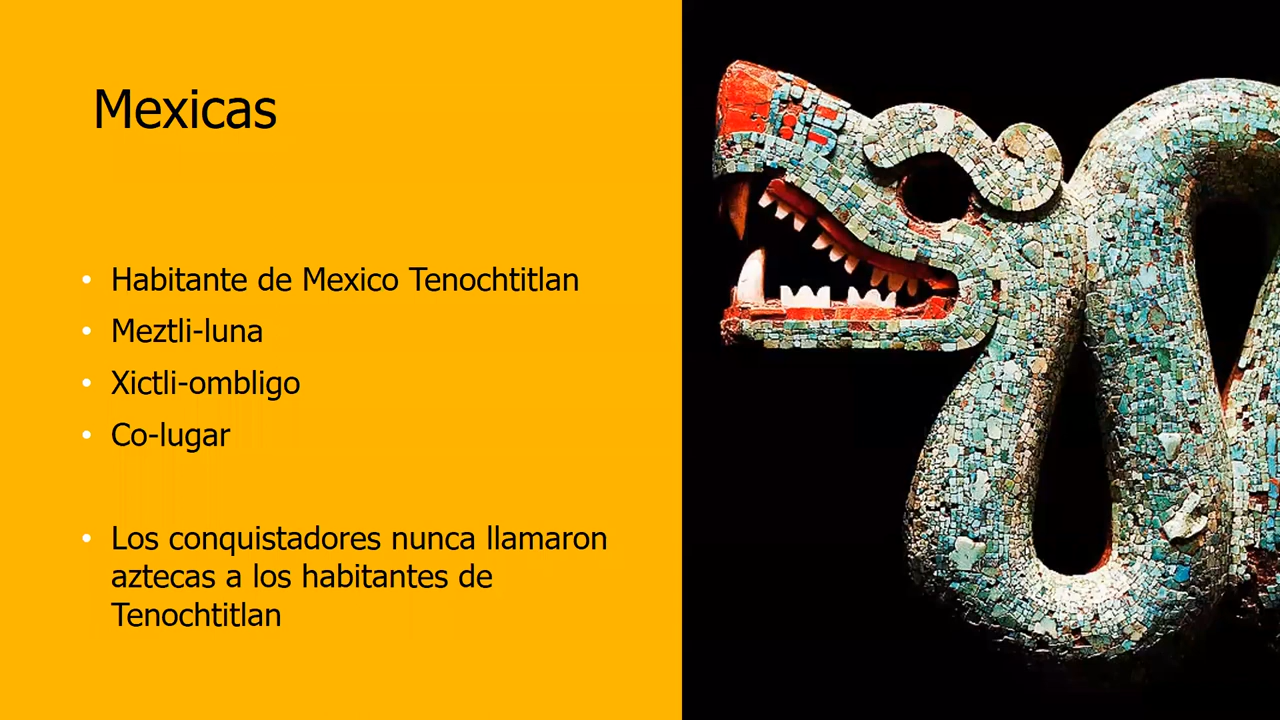 Mexicas
• Habitante de Mexico Tenochtitlan
• Meztli-luna
• Xictli-ombligo
• Co-lugar
• Los conquistadores nunca llamaron
aztecas a los habitantes de
Tenochtitlan